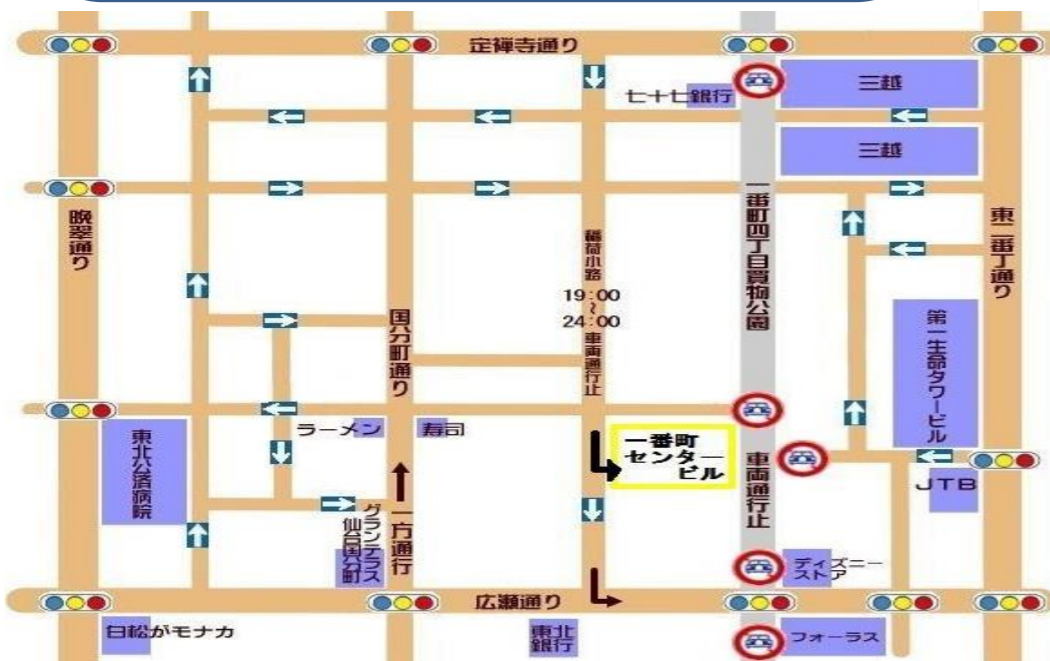 定禅寺通り
七十七銀行
三越
三越
晩翠通り
稲荷小路
19:00
～
24:00
車両通行止
一番町四丁目買物公園
東二番丁通り
国分町通り
第一生命タワービル
東北公済病院
ラーメン
寿司
一番町
センター
ビル
車両通行止
JTB
グランテラス
仙台国分町
一方通行
ディズニー
ストア
広瀬通り
白松がモナカ
東北
銀行
フォーラス